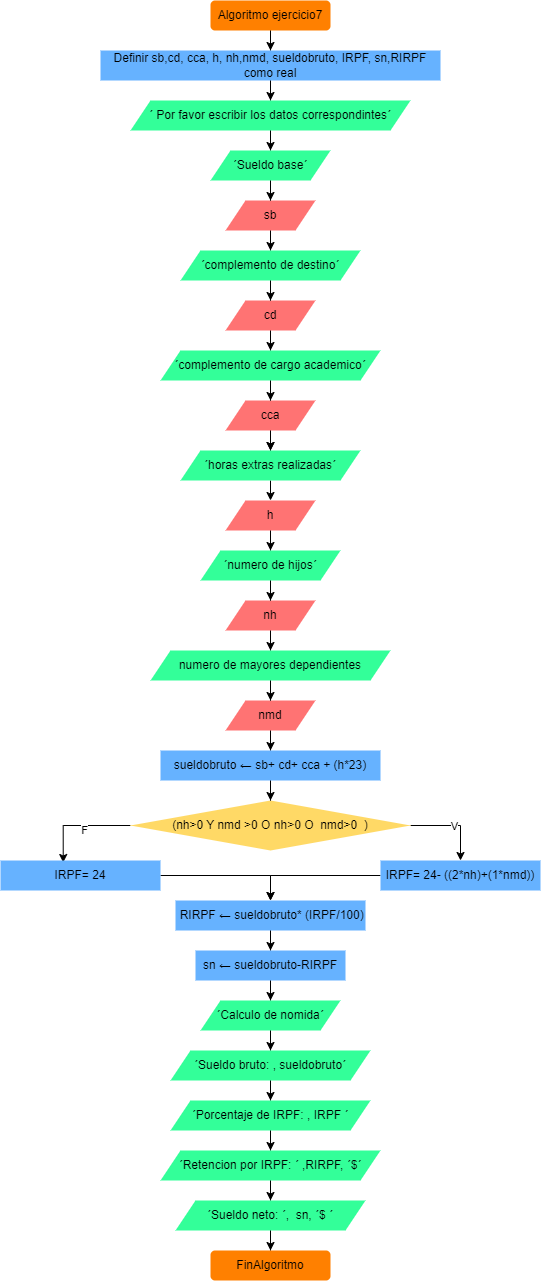 Algoritmo ejercicio7
Definir sb,cd, cca, h, nh,nmd, sueldobruto, IRPF, sn,RIRPF
como real
´ Por favor escribir los datos correspondintes´
´Sueldo base´
sb
´complemento de destino´
cd
´complemento de cargo academico´
cca
´horas extras realizadas´
h
´numero de hijos´
nh
numero de mayores dependientes
nmd
sueldobruto ← sb+ cd+ cca + (h*23)
(nh>0 Y nmd >0 O nh>0 O  nmd>0  )
F
V
IRPF= 24
IRPF= 24- ((2*nh)+(1*nmd))
RIRPF ← sueldobruto* (IRPF/100)
sn ← sueldobruto-RIRPF
´Calculo de nomida´
´Sueldo bruto: , sueldobruto´
´Porcentaje de IRPF: , IRPF ´
´Retencion por IRPF: ´ ,RIRPF, ´$´
´Sueldo neto: ´,  sn, ´$ ´
FinAlgoritmo